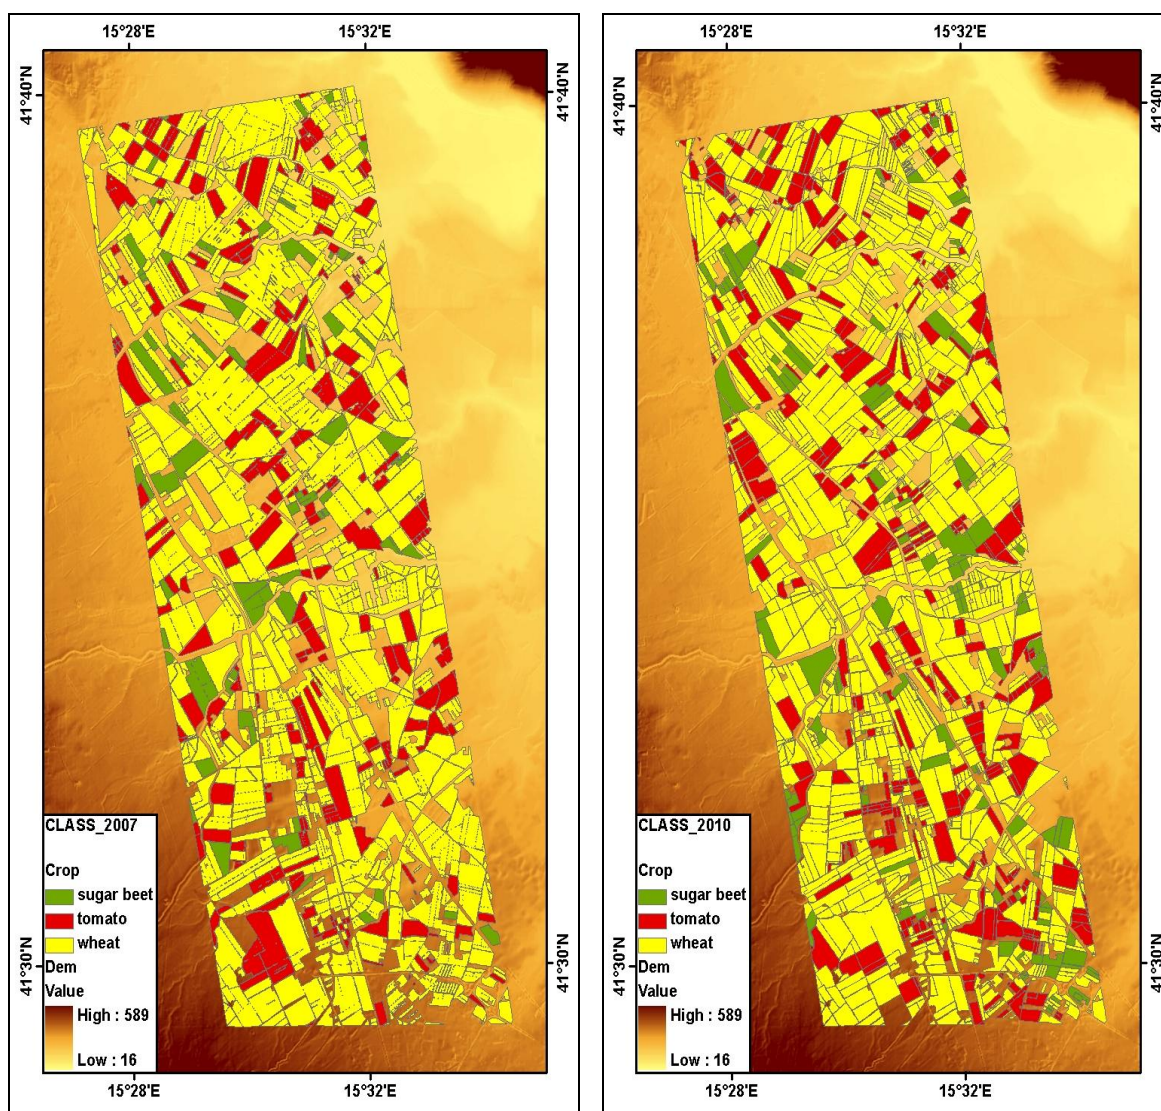 15°28'E 15°32'E
41°40'N 41°40'N
CLASS_2007
Crop
sugar beet
tomato
wheat
Dem
Value
High : 589
Low : 16
41°30'N 41°30'N
15°28'E 15°32'E
15°28'E 15°32'E
41°40'N 41°40'N
CLASS_2010
Crop
sugar beet
tomato
wheat
Dem
Value
High : 589
Low : 16
41°30'N 41°30'N
15°28'E 15°32'E